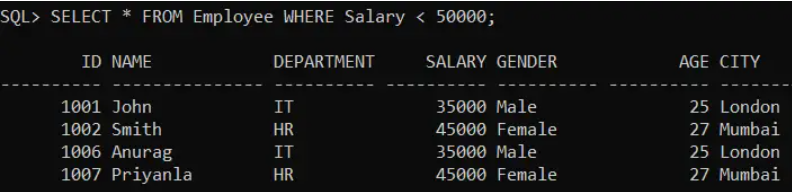 SQL> SELECT * FROM Employee WHERE Salary < 50000;
ID NAME DEPARTMENT SALARY GENDER AGE CITY
---------- --------------- ---------- ---------- ---------- ---------- -------
1001 John IT 35000 Male 25 London
1002 Smith HR 45000 Female 27 Mumbai
1006 Anurag IT 35000 Male 25 London
1007 Priyanla HR 45000 Female 27 Mumbai